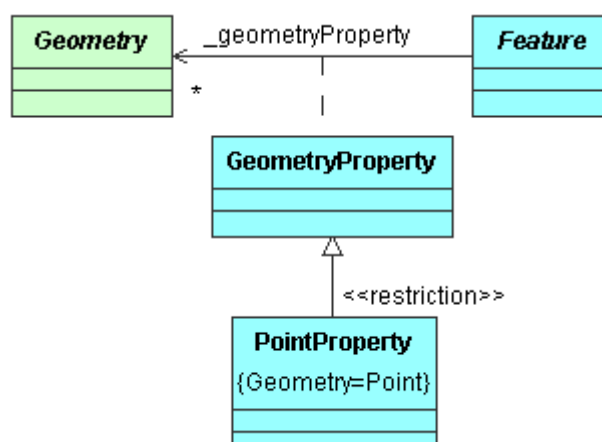 Geometry
_geometryProperty
Feature
*
GeometryProperty
<<restriction>>
PointProperty
{Geometry=Point}